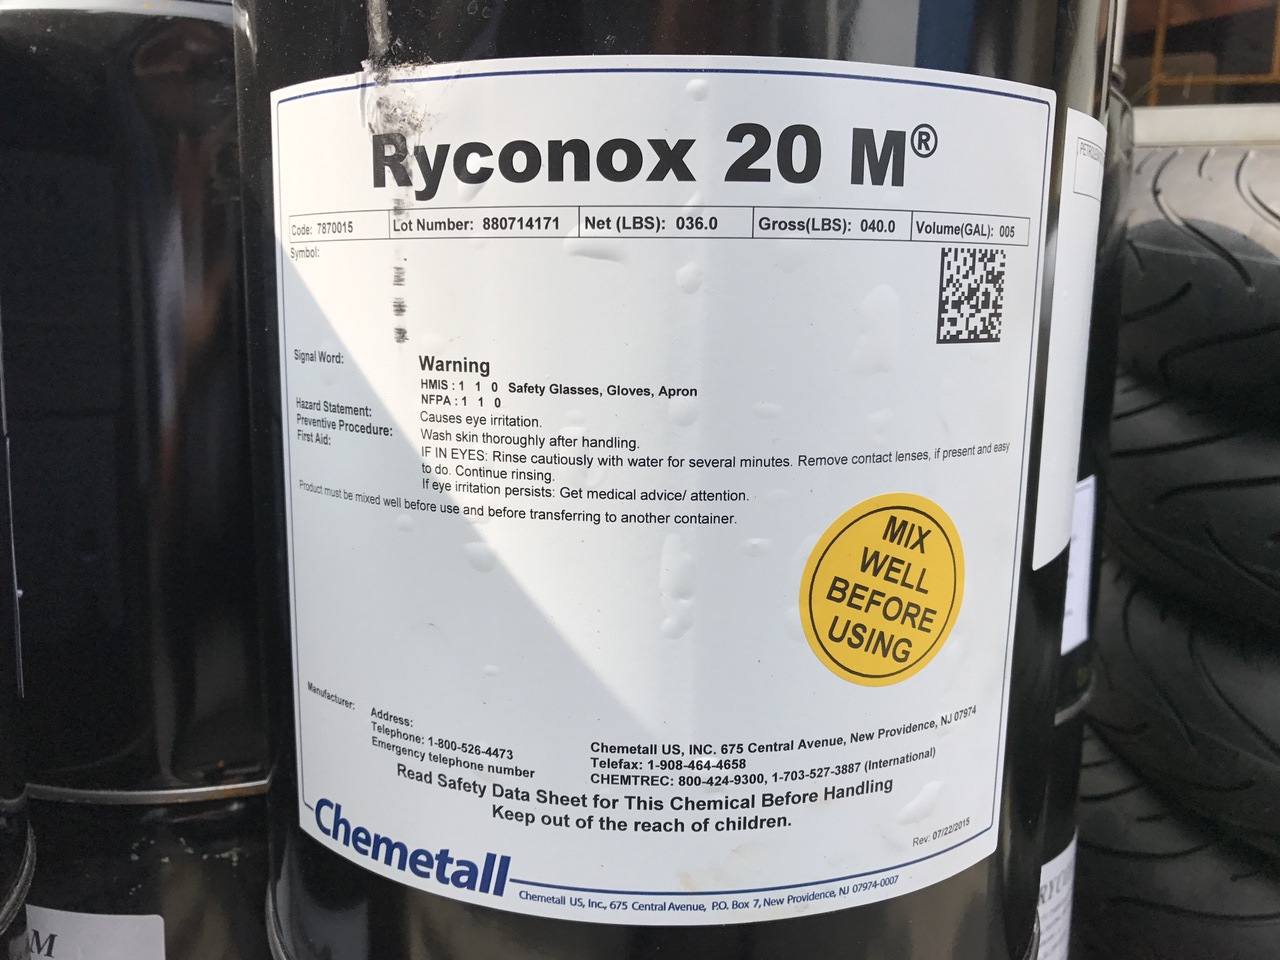 Ryconox 20 M®
Code: 7870015 Lot Number: 880714171 Net (LBS): 036.0 Gross(LBS): 040.0 Volume(GAL): 005
Symbol:
Signal Word: Warning
HMIS : 1 1 0 Safety Glasses, Gloves, Apron
NFPA : 1 1 0
Hazard Statement: Causes eye irritation.
Preventive Procedure: Wash skin thoroughly after handling.
First Aid: IF IN EYES: Rinse cautiously with water for several minutes. Remove contact lenses, if present and easy
to do. Continue rinsing.
If eye irritation persists: Get medical advice/ attention.
Product must be mixed well before use and before transferring to another container.
MIX
WELL
BEFORE
USING
Manufacturer:
Address: Chemetall US, INC. 675 Central Avenue, New Providence, NJ 07974
Telephone: 1-800-526-4473 Telefax: 1-908-464-4658
Emergency telephone number CHEMTREC: 800-424-9300, 1-703-527-3887 (International)
Read Safety Data Sheet for This Chemical Before Handling
Keep out of the reach of children.
Rev: 07/22/2015
Chemetall
Chemetall US, Inc., 675 Central Avenue, P.O. Box 7, New Providence, NJ 07974-0007
M